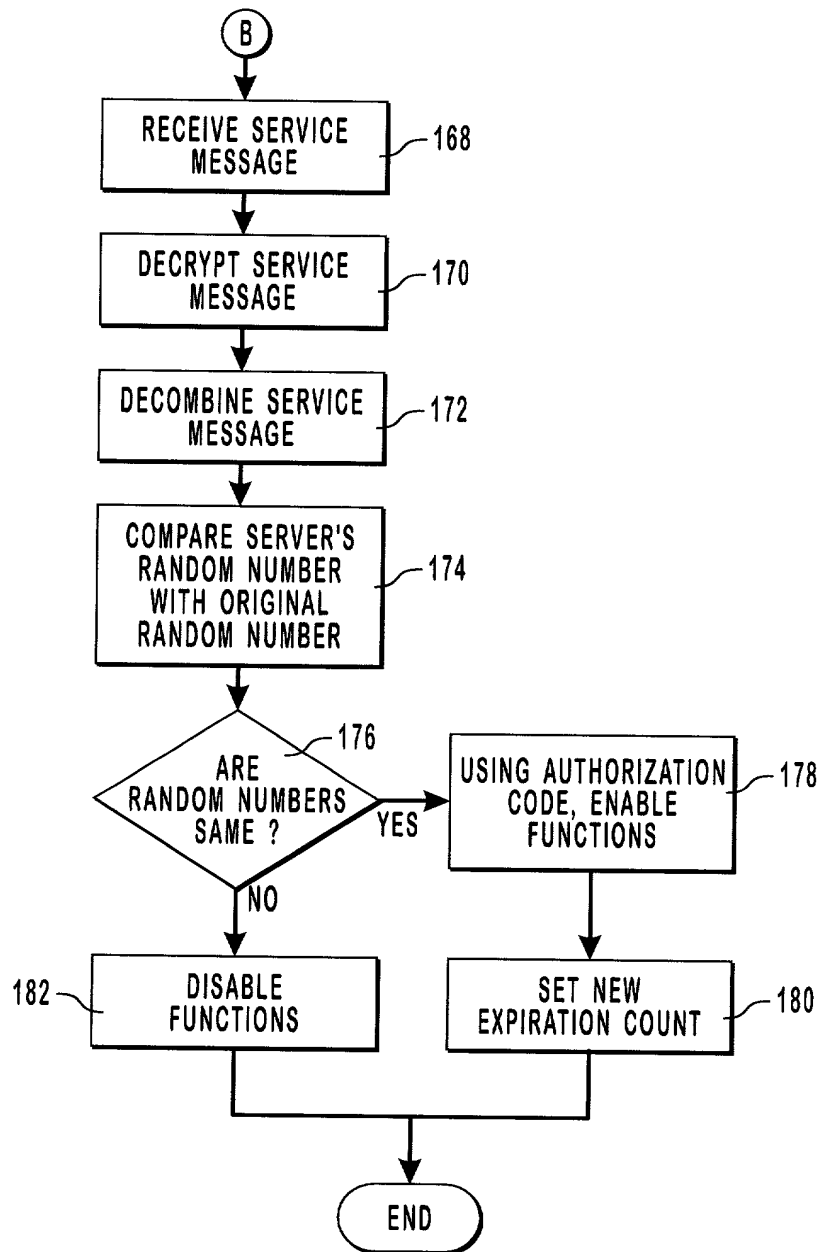 B
RECEIVE SERVICE
MESSAGE
168
DECRYPT SERVICE
MESSAGE
170
DECOMBINE SERVICE
MESSAGE
172
COMPARE SERVER'S
RANDOM NUMBER
WITH ORIGINAL
RANDOM NUMBER
174
176
ARE
RANDOM NUMBERS
SAME ?
YES
NO
USING AUTHORIZATION
CODE, ENABLE
FUNCTIONS
178
182
DISABLE
FUNCTIONS
SET NEW
EXPIRATION COUNT
180
END